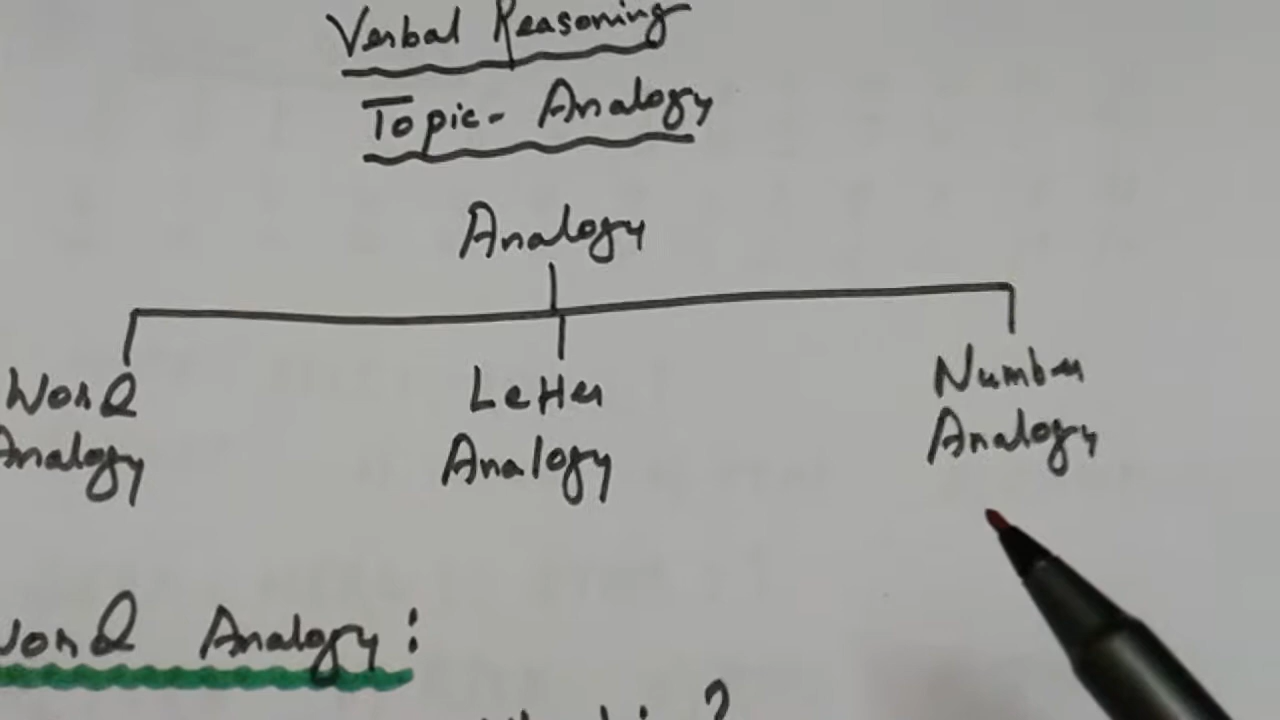 Verbal Reasoning
Topic- Analogy
Analogy
Word Analogy
Letter Analogy
Number Analogy
Word Analogy:
?